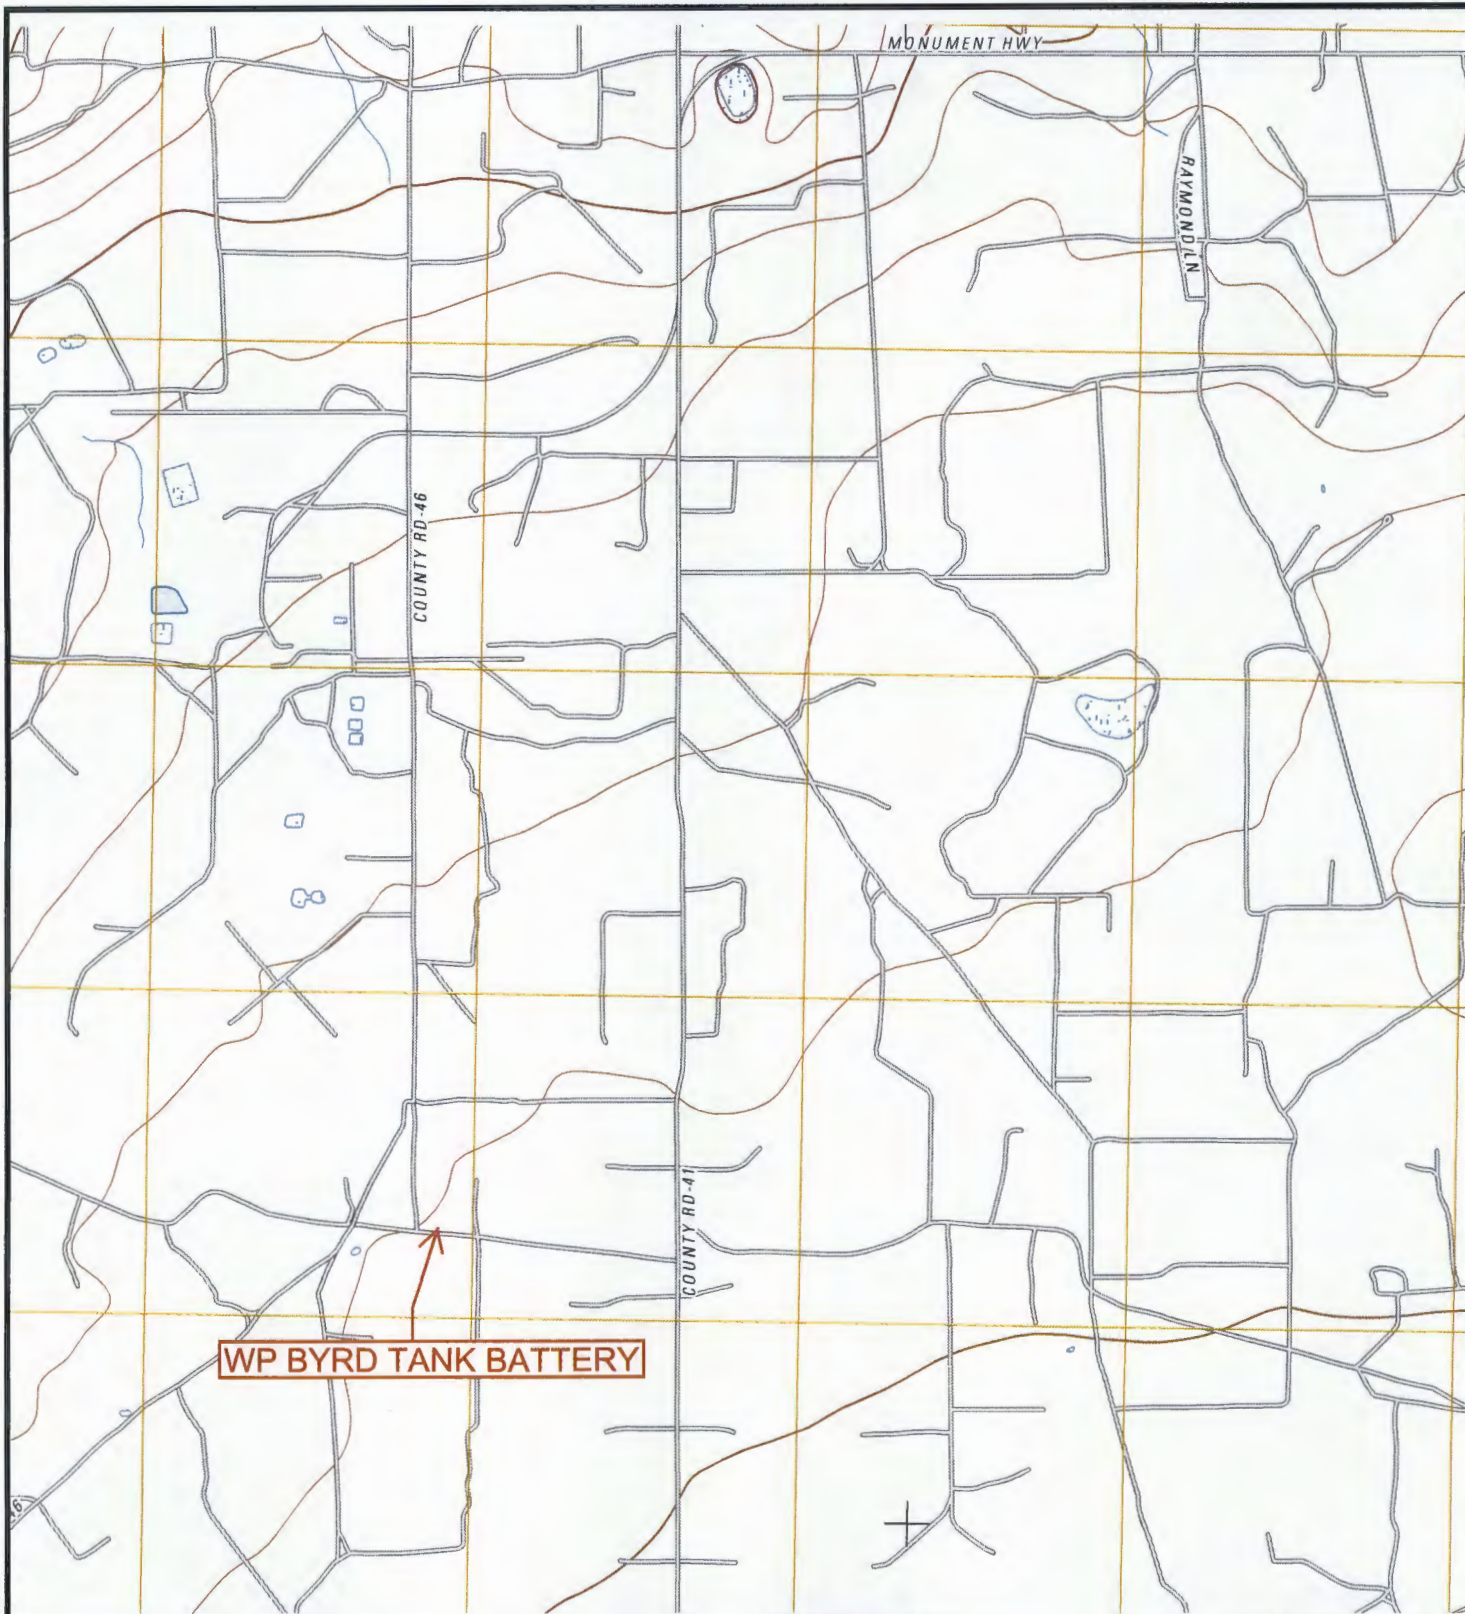 MONUMENT HWY
RAYMOND LN
COUNTY RD-46
COUNTY RD-41
WP BYRD TANK BATTERY